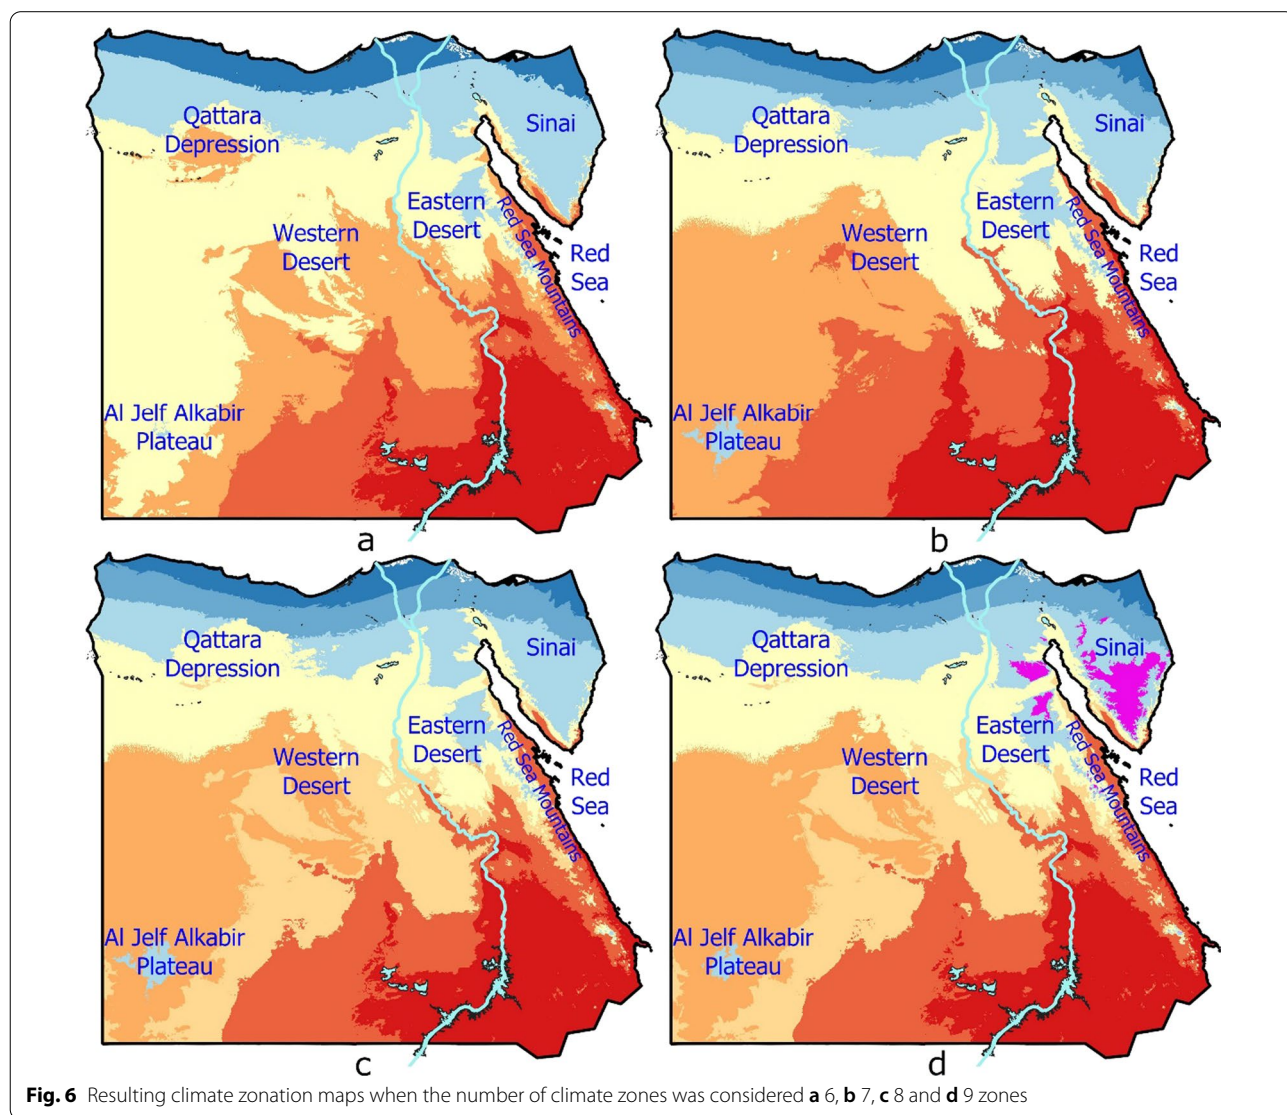 Qattara
Depression
Sinai
Eastern
Desert
Western
Desert
Red Sea Mountains
Red
Sea
Al Jelf Alkabir
Plateau
a
Qattara
Depression
Sinai
Eastern
Desert
Western
Desert
Red Sea Mountains
Red
Sea
Al Jelf Alkabir
Plateau
b
Qattara
Depression
Sinai
Eastern
Desert
Western
Desert
Red Sea Mountains
Red
Sea
Al Jelf Alkabir
Plateau
c
Qattara
Depression
Sinai
Eastern
Desert
Western
Desert
Red Sea Mountains
Red
Sea
Al Jelf Alkabir
Plateau
d
Fig. 6 Resulting climate zonation maps when the number of climate zones was considered a 6, b 7, c 8 and d 9 zones